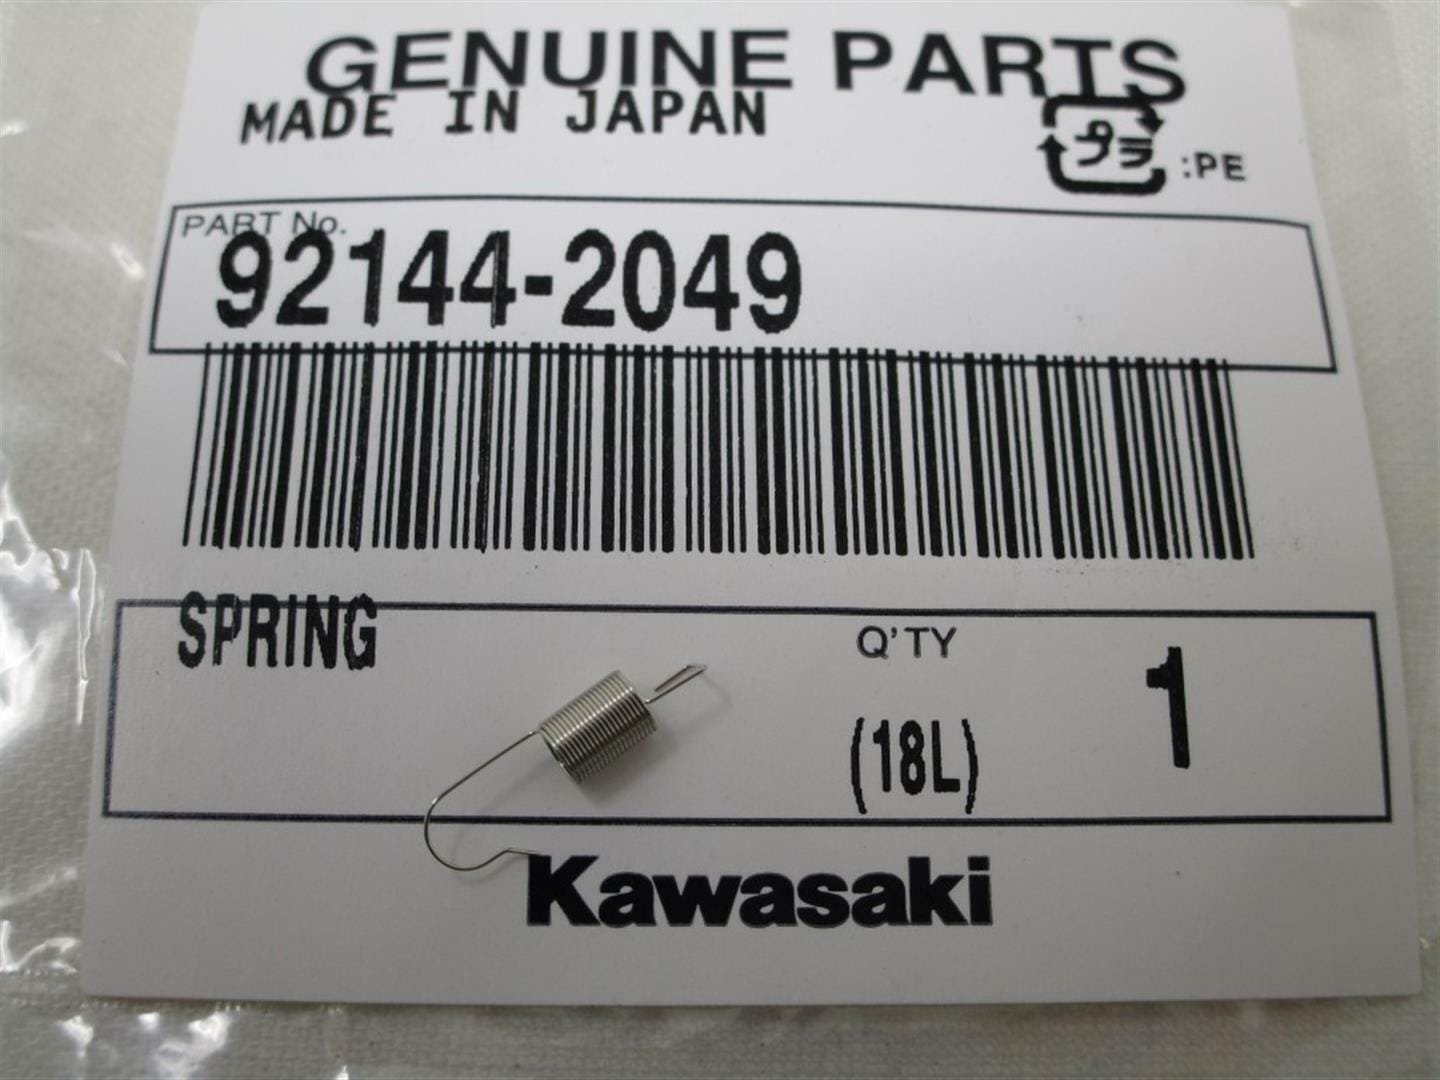 GENUINE PARTS
MADE IN JAPAN
プラ :PE
PART No.
92144-2049
SPRING
Q'TY 1
(18L)
Kawasaki